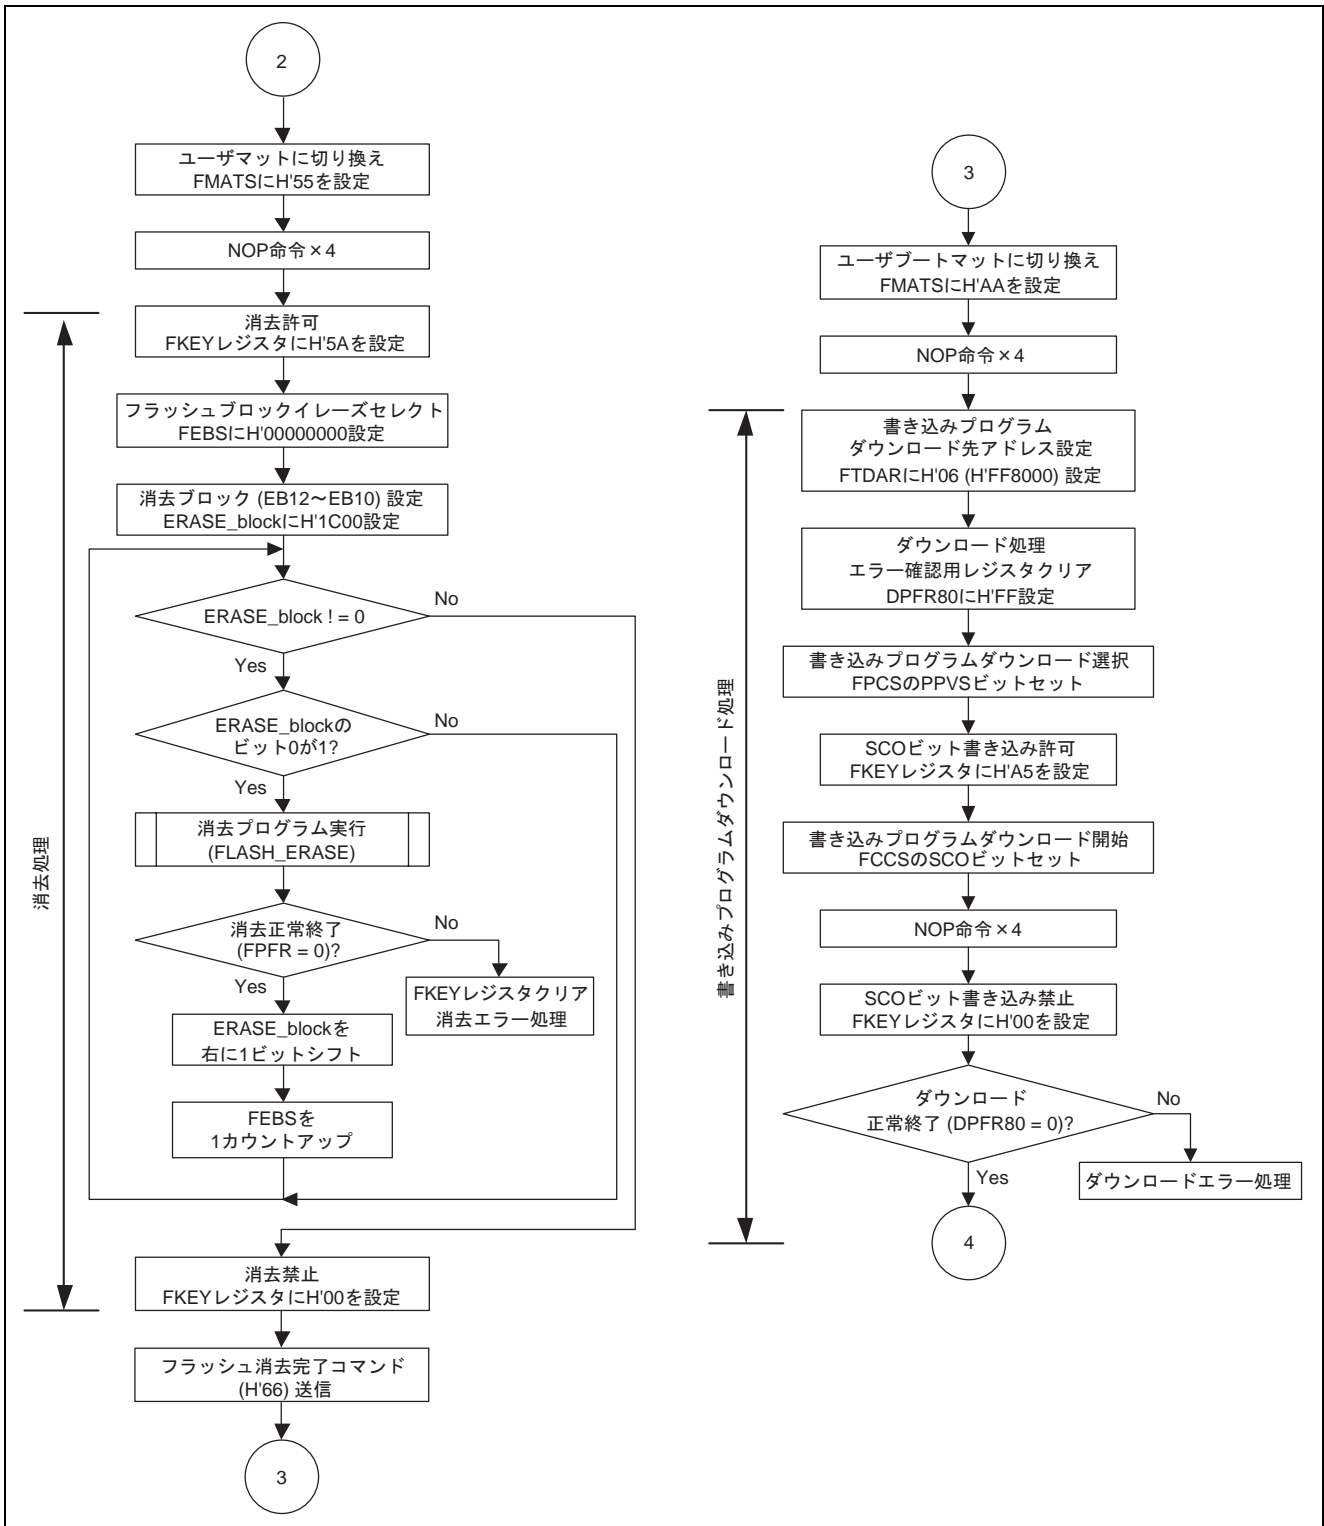 2
ユーザマットに切り換え
FMATSにH'55を設定
NOP命令×4
消去許可
FKEYレジスタにH'5Aを設定
フラッシュブロックイレーズセレクト
FEBSにH'00000000設定
消去ブロック (EB12～EB10) 設定
ERASE_blockにH'1C00設定
ERASE_block ! = 0
No
Yes
ERASE_blockの
ビット0が1?
No
Yes
消去プログラム実行
(FLASH_ERASE)
消去正常終了
(FPFR = 0)?
No
Yes
FKEYレジスタクリア
消去エラー処理
ERASE_blockを
右に1ビットシフト
FEBSを
1カウントアップ
消去禁止
FKEYレジスタにH'00を設定
フラッシュ消去完了コマンド
(H'66) 送信
3
消去処理
3
ユーザブートマットに切り換え
FMATSにH'AAを設定
NOP命令×4
書き込みプログラム
ダウンロード先アドレス設定
FTDARにH'06 (H'FF8000) 設定
ダウンロード処理
エラー確認用レジスタクリア
DPFR80にH'FF設定
書き込みプログラムダウンロード選択
FPCSのPPVSビットセット
SCOビット書き込み許可
FKEYレジスタにH'A5を設定
書き込みプログラムダウンロード開始
FCCSのSCOビットセット
NOP命令×4
SCOビット書き込み禁止
FKEYレジスタにH'00を設定
ダウンロード
正常終了 (DPFR80 = 0)?
No
Yes
ダウンロードエラー処理
4
書き込みプログラムダウンロード処理